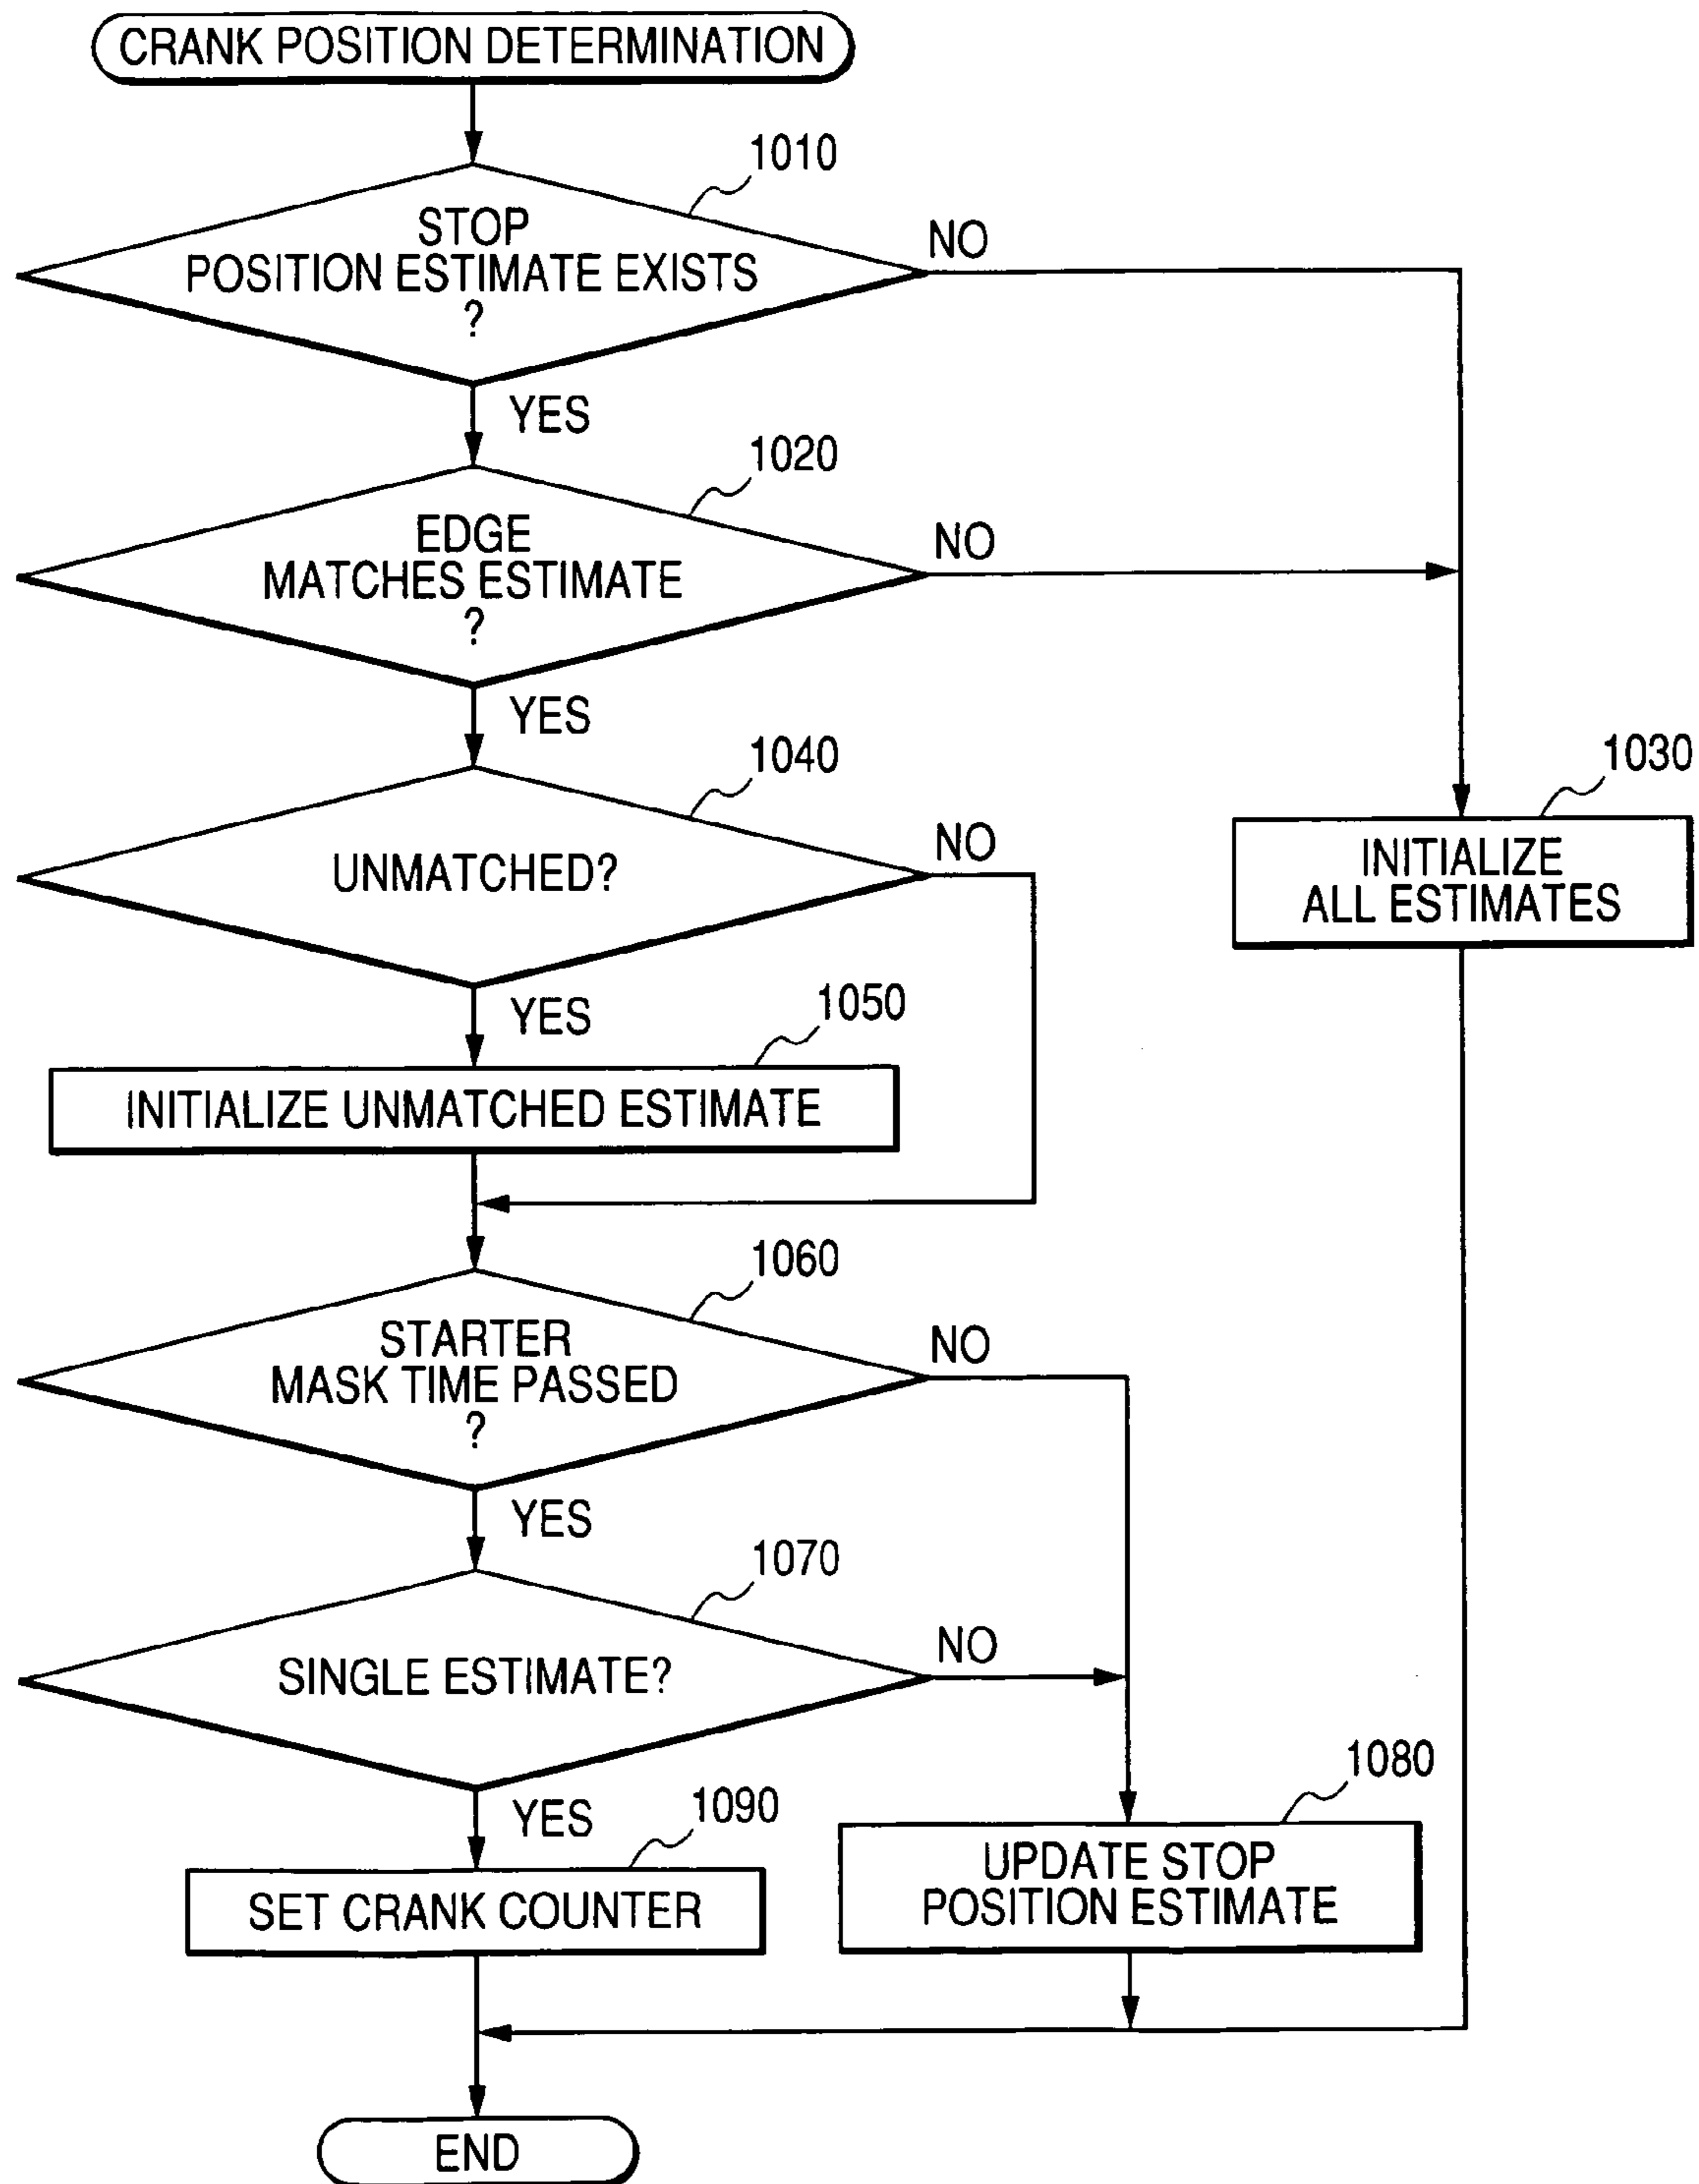 CRANK POSITION DETERMINATION
1010
STOP
POSITION ESTIMATE EXISTS
?
NO
YES
1020
EDGE
MATCHES ESTIMATE
?
NO
YES
1040
UNMATCHED?
NO
1030
INITIALIZE
ALL ESTIMATES
YES
1050
INITIALIZE UNMATCHED ESTIMATE
1060
STARTER
MASK TIME PASSED
?
NO
YES
1070
SINGLE ESTIMATE?
NO
YES
1090
SET CRANK COUNTER
1080
UPDATE STOP
POSITION ESTIMATE
END